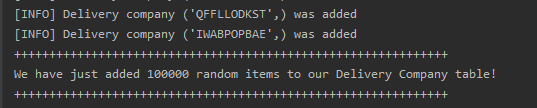 [INFO] Delivery company ('QFFLLODKST',) was added
[INFO] Delivery company ('IWABPOPBAE',) was added
++++++++++++++++++++++++++++++++++++++++++++++++++++++++++++++
We have just added 100000 random items to our Delivery Company table!
++++++++++++++++++++++++++++++++++++++++++++++++++++++++++++++